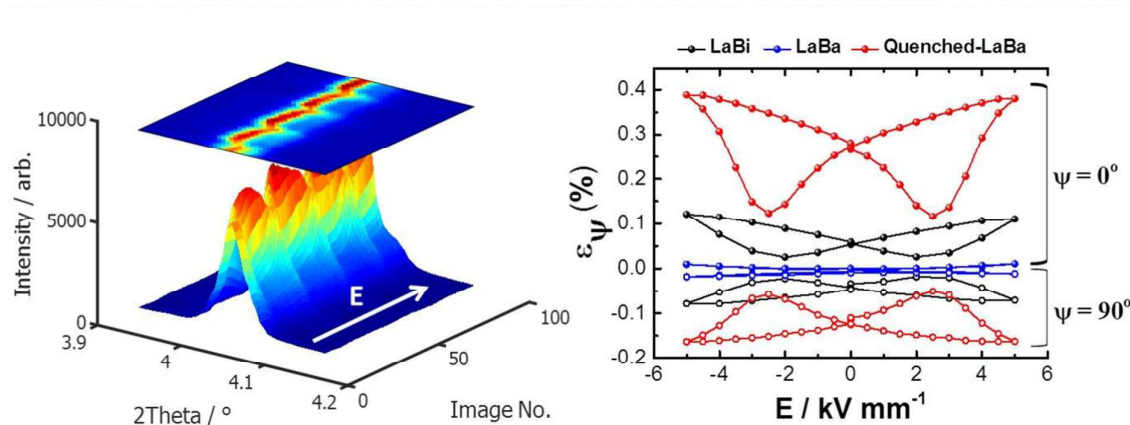 10000
Intensity / arb.
5000
0
3.9
4
4.1
4.2
2Theta / °
0
50
100
Image No.
E
LaBi LaBa Quenched-LaBa
0.4
0.3
0.2
0.1
0.0
-0.1
-0.2
εψ (%)
-6 -4 -2 0 2 4 6
E / kV mm-1
ψ = 0°
ψ = 90°